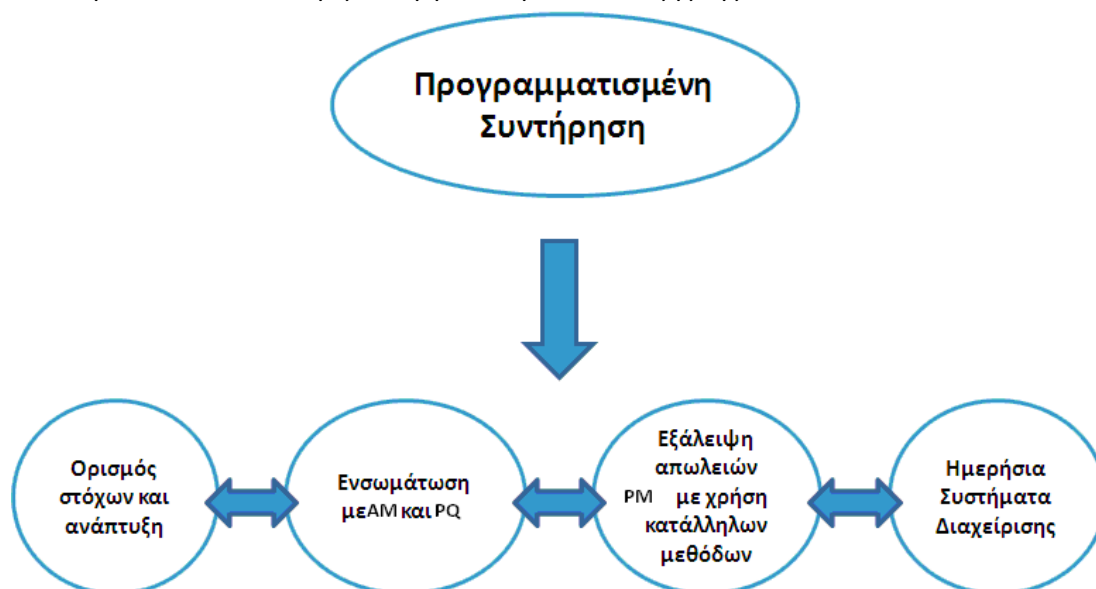 Προγραμματισμένη
Συντήρηση
Ορισμός
στόχων και
ανάπτυξη
Ενσωμάτωση
μεAM και PQ
Εξάλειψη
απωλειών
PM με χρήση
κατάλληλων
μεθόδων
Ημερήσια
Συστήματα
Διαχείρισης